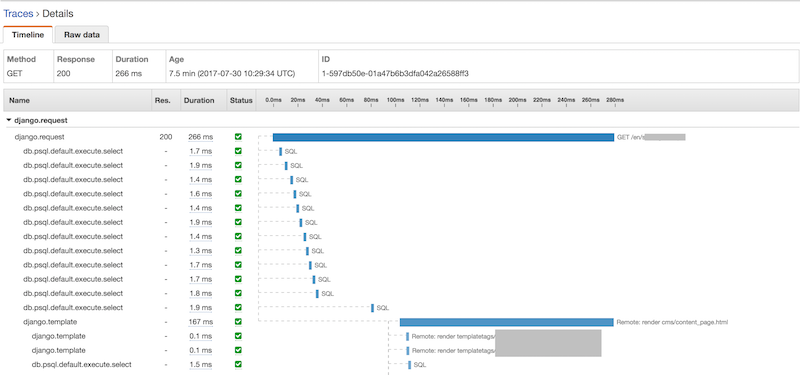 Traces › Details
Timeline Raw data
Method Response Duration Age ID
GET 200 266 ms 7.5 min (2017-07-30 10:29:34 UTC) 1-597db50e-01a47b6b3dfa042a26588ff3
Name Res. Duration Status 0.0ms 20ms 40ms 60ms 80ms 100ms 120ms 140ms 160ms 180ms 200ms 220ms 240ms 260ms 280ms
django.request
django.request 200 266 ms GET /en/
db.psql.default.execute.select - 1.7 ms SQL
db.psql.default.execute.select - 1.9 ms SQL
db.psql.default.execute.select - 1.4 ms SQL
db.psql.default.execute.select - 1.6 ms SQL
db.psql.default.execute.select - 1.4 ms SQL
db.psql.default.execute.select - 1.9 ms SQL
db.psql.default.execute.select - 1.4 ms SQL
db.psql.default.execute.select - 1.3 ms SQL
db.psql.default.execute.select - 1.7 ms SQL
db.psql.default.execute.select - 1.7 ms SQL
db.psql.default.execute.select - 1.8 ms SQL
db.psql.default.execute.select - 1.9 ms SQL
django.template - 167 ms Remote: render cms/content_page.html
django.template - 0.1 ms Remote: render templatetags/
django.template - 0.1 ms Remote: render templatetags/
db.psql.default.execute.select - 1.5 ms SQL